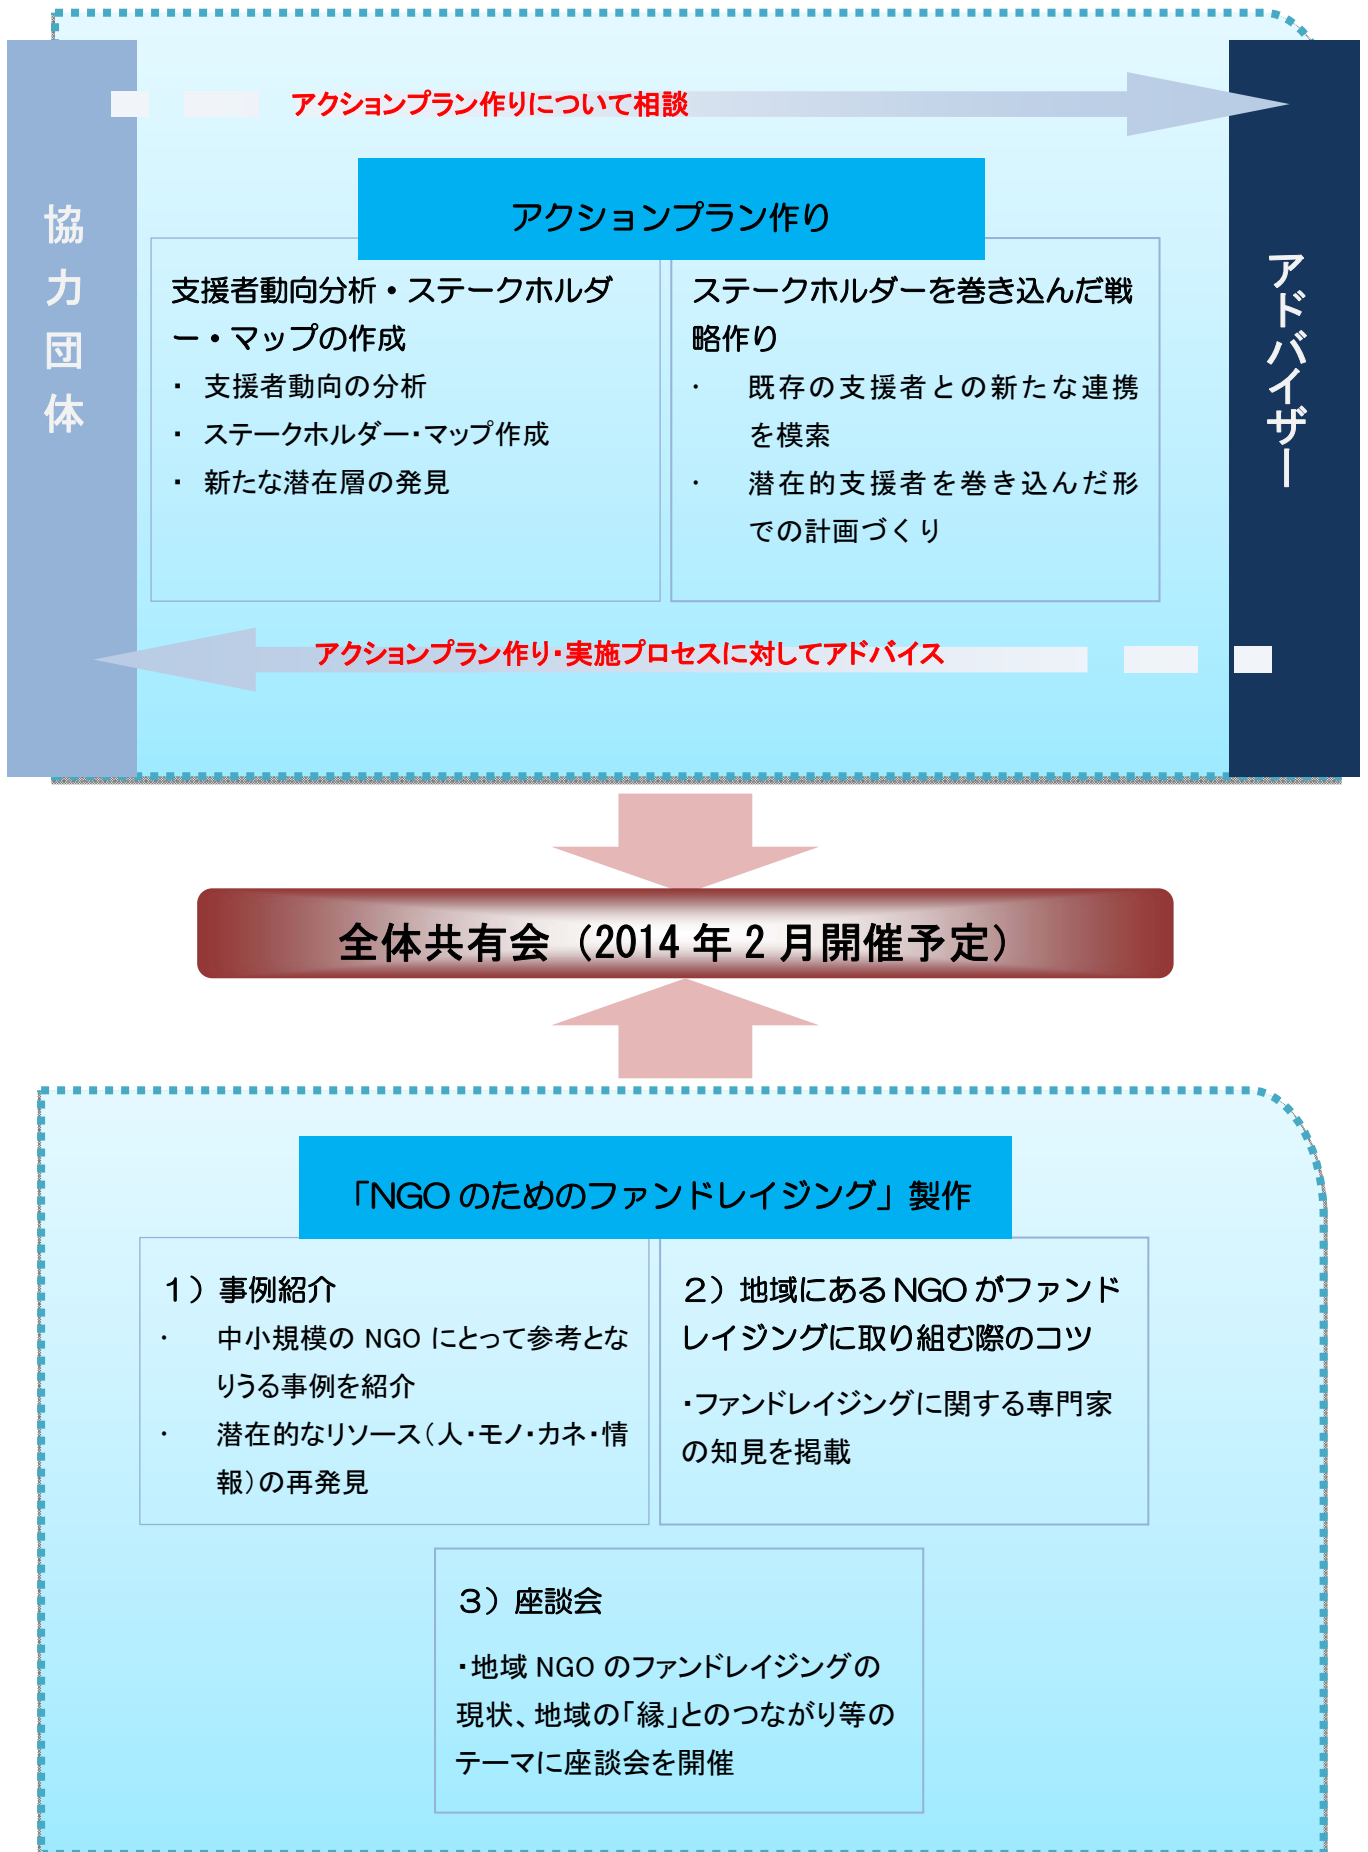 アクションプラン作りについて相談
協力団体
アドバイザー
アクションプラン作り
支援者動向分析・ステークホルダ
ー・マップの作成
・ 支援者動向の分析
・ ステークホルダー・マップ作成
・ 新たな潜在層の発見
ステークホルダーを巻き込んだ戦
略作り
・ 既存の支援者との新たな連携
を模索
・ 潜在的支援者を巻き込んだ形
での計画づくり
アクションプラン作り・実施プロセスに対してアドバイス
全体共有会（2014 年 2 月開催予定）
「NGO のためのファンドレイジング」製作
１）事例紹介
・ 中小規模の NGO にとって参考とな
りうる事例を紹介
・ 潜在的なリソース（人・モノ・カネ・情
報）の再発見
２）地域にある NGO がファンド
レイジングに取り組む際のコツ
・ファンドレイジングに関する専門家
の知見を掲載
３）座談会
・地域 NGO のファンドレイジングの
現状、地域の「縁」とのつながり等の
テーマに座談会を開催